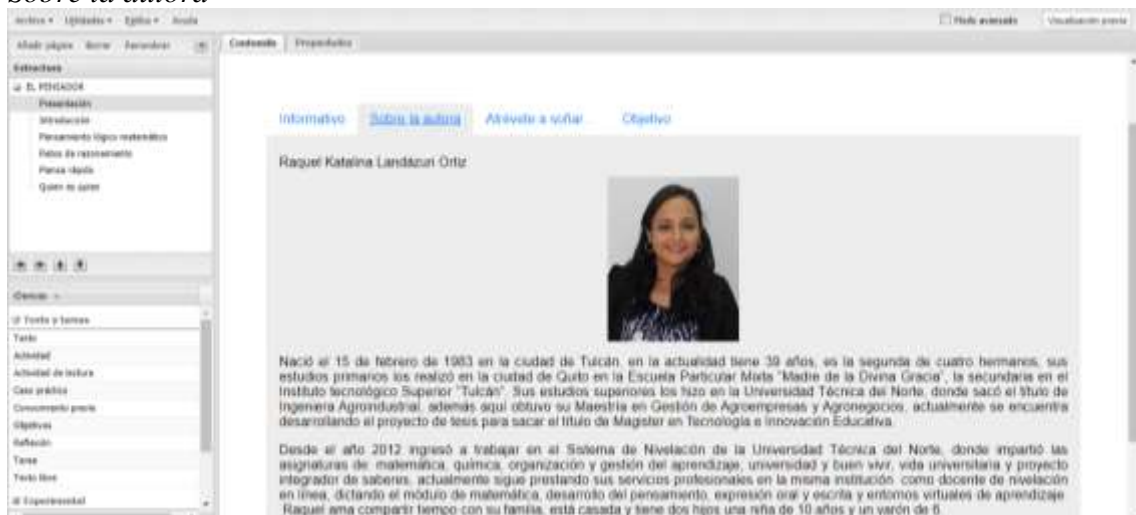 Sobre la autora
Archivo Utilidades Estilos Ayuda
Modo avanzado
Visualización previa
Añadir página Borrar Renombrar
Contenido Propiedades
Estructura
EL PENSADOR
Presentación
Introducción
Pensamiento lógico matemático
Retos de razonamiento
Piensa rápido
Quien es quien
Informativo Sobre la autora Atrévete a soñar Objetivo
Raquel Katalina Landázuri Ortiz
Nació el 15 de febrero de 1983 en la ciudad de Tulcán, en la actualidad tiene 39 años, es la segunda de cuatro hermanos, sus
estudios primarios los realizó en la ciudad de Quito en la Escuela Particular Mixta "Madre de la Divina Gracia", la secundaria en el
Instituto tecnológico Superior "Tulcán". Sus estudios superiores los hizo en la Universidad Técnica del Norte, donde sacó el título de
Ingeniera Agroindustrial, además aquí obtuvo su Maestría en Gestión de Agroempresas y Agronegocios, actualmente se encuentra
desarrollando el proyecto de tesis para sacar el título de Magister en Tecnología e Innovación Educativa.
Desde el año 2012 ingresó a trabajar en el Sistema de Nivelación de la Universidad Técnica del Norte, donde impartió las
asignaturas de: matemática, química, organización y gestión del aprendizaje, universidad y buen vivir, vida universitaria y proyecto
integrador de saberes, actualmente sigue prestando sus servicios profesionales en la misma institución como docente de nivelación
en línea, dictando el módulo de matemática, desarrollo del pensamiento, expresión oral y escrita y entornos virtuales de aprendizaje.
Raquel ama compartir tiempo con su familia, está casada y tiene dos hijos una niña de 10 años y un varón de 6.
Texto y tareas
Texto
Actividad
Actividad de lectura
Caso práctico
Conocimiento previo
Objetivos
Reflexión
Tarea
Texto libre
Experimental